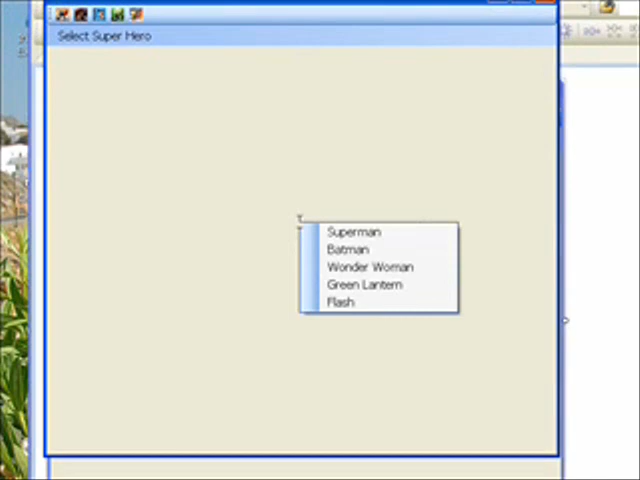 Select Super Hero
Superman
Batman
Wonder Woman
Green Lantern
Flash